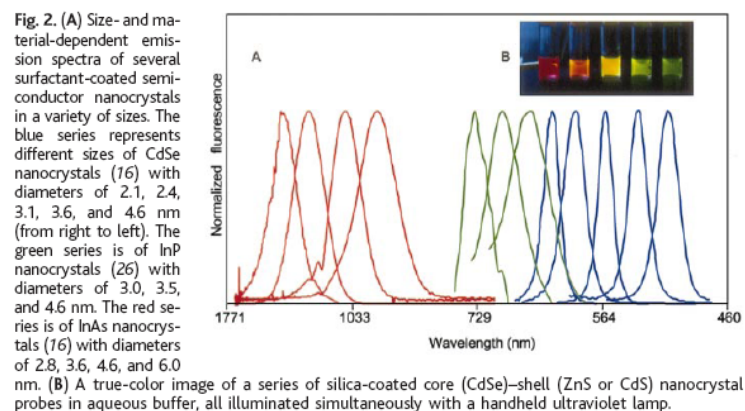 Fig. 2. (A) Size- and ma-
terial-dependent emis-
sion spectra of several
surfactant-coated semi-
conductor nanocrystals
in a variety of sizes. The
blue series represents
different sizes of CdSe
nanocrystals (16) with
diameters of 2.1, 2.4,
3.1, 3.6, and 4.6 nm
(from right to left). The
green series is of InP
nanocrystals (26) with
diameters of 3.0, 3.5,
and 4.6 nm. The red se-
ries is of InAs nanocrys-
tals (16) with diameters
of 2.8, 3.6, 4.6, and 6.0
nm. (B) A true-color image of a series of silica-coated core (CdSe)–shell (ZnS or CdS) nanocrystal
probes in aqueous buffer, all illuminated simultaneously with a handheld ultraviolet lamp.
A
B
Normalized fluorescence
1771
1033
729
564
460
Wavelength (nm)